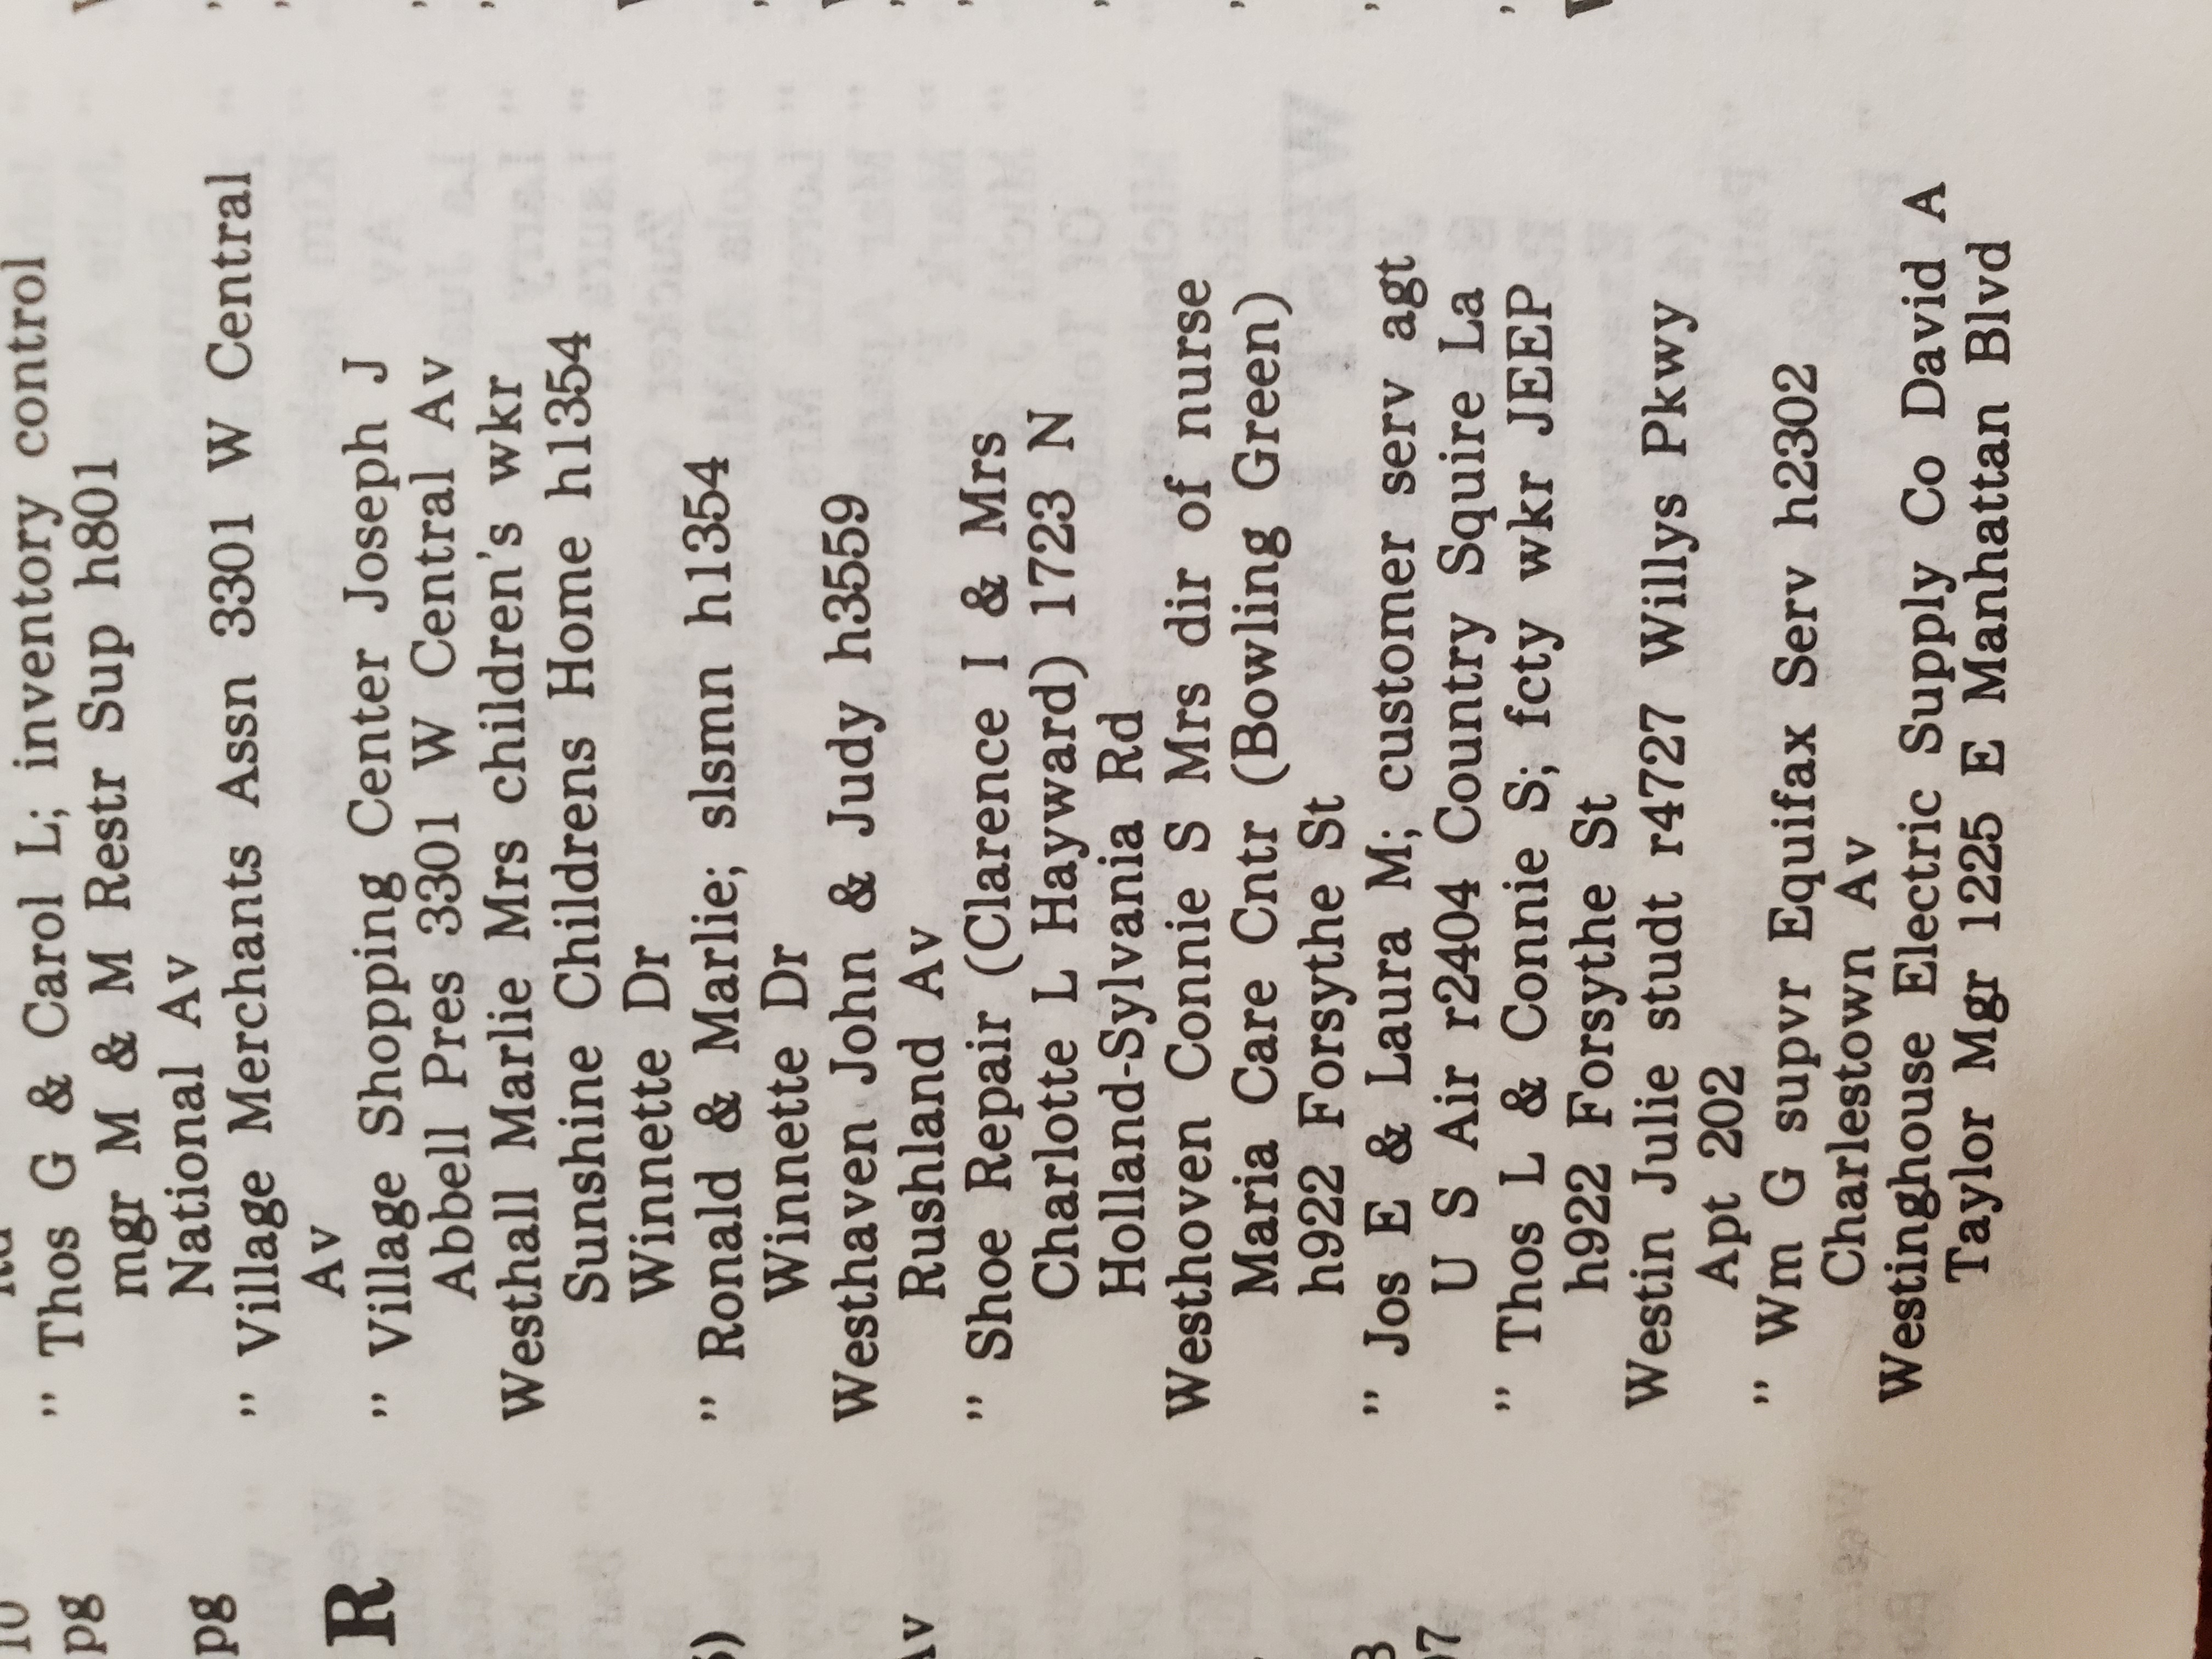 " Thos G & Carol L; inventory control
mgr M & M Restr Sup h801
National Av
" Village Merchants Assn 3301 W Central
Av
" Village Shopping Center Joseph J
Abbell Pres 3301 W Central Av
Westhall Marlie Mrs children's wkr
Sunshine Childrens Home h1354
Winnette Dr
" Ronald & Marlie; slsmn h1354
Winnette Dr
Westhaven John & Judy h3559
Rushland Av
" Shoe Repair (Clarence I & Mrs
Charlotte L Hayward) 1723 N
Holland-Sylvania Rd
Westhoven Connie S Mrs dir of nurse
Maria Care Cntr (Bowling Green)
h922 Forsythe St
" Jos E & Laura M; customer serv agt
U S Air r2404 Country Squire La
" Thos L & Connie S; fcty wkr JEEP
h922 Forsythe St
Westin Julie studt r4727 Willys Pkwy
Apt 202
" Wm G supvr Equifax Serv h2302
Charlestown Av
Westinghouse Electric Supply Co David A
Taylor Mgr 1225 E Manhattan Blvd
10
pg
pg
R
Av